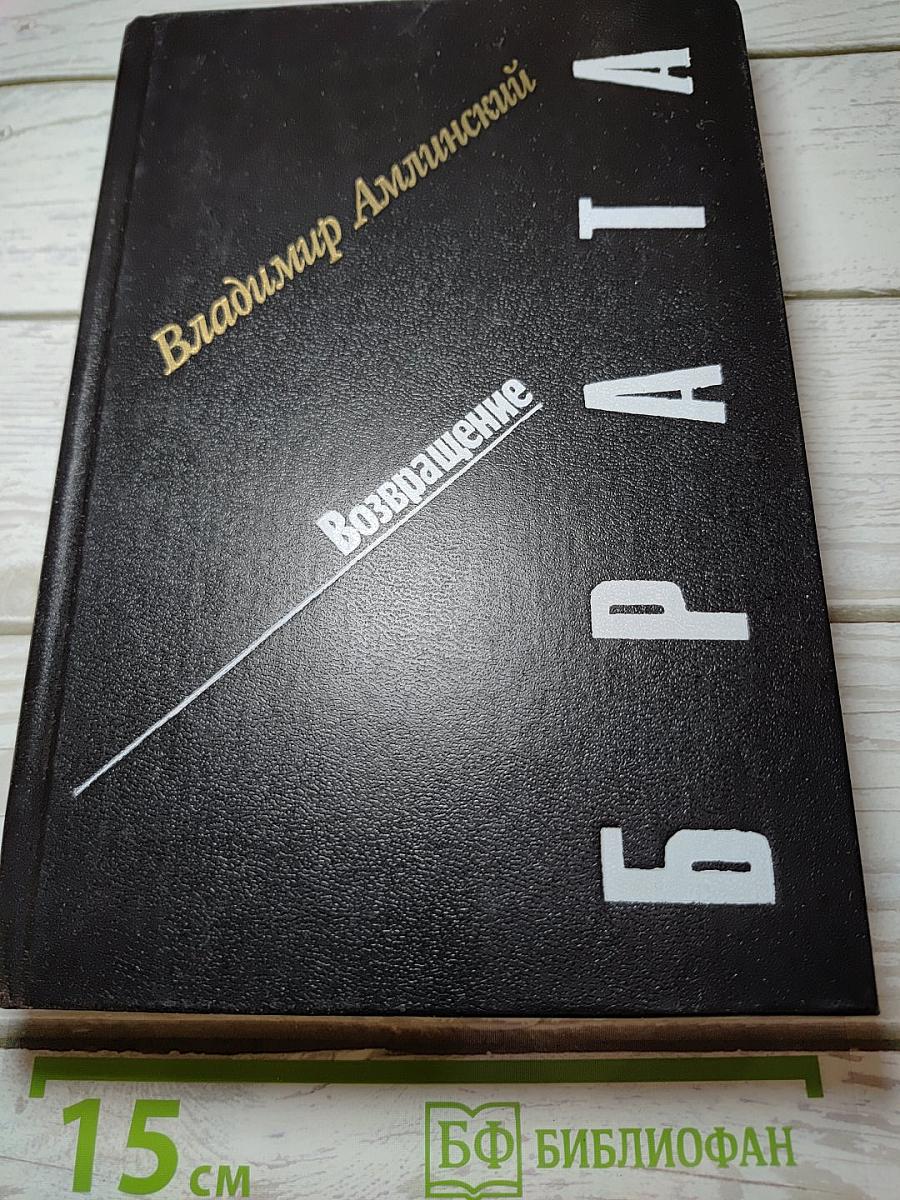 Владимир Амлинский
Возвращение
БРАТА
15 см
БФ БИБЛИОФАН